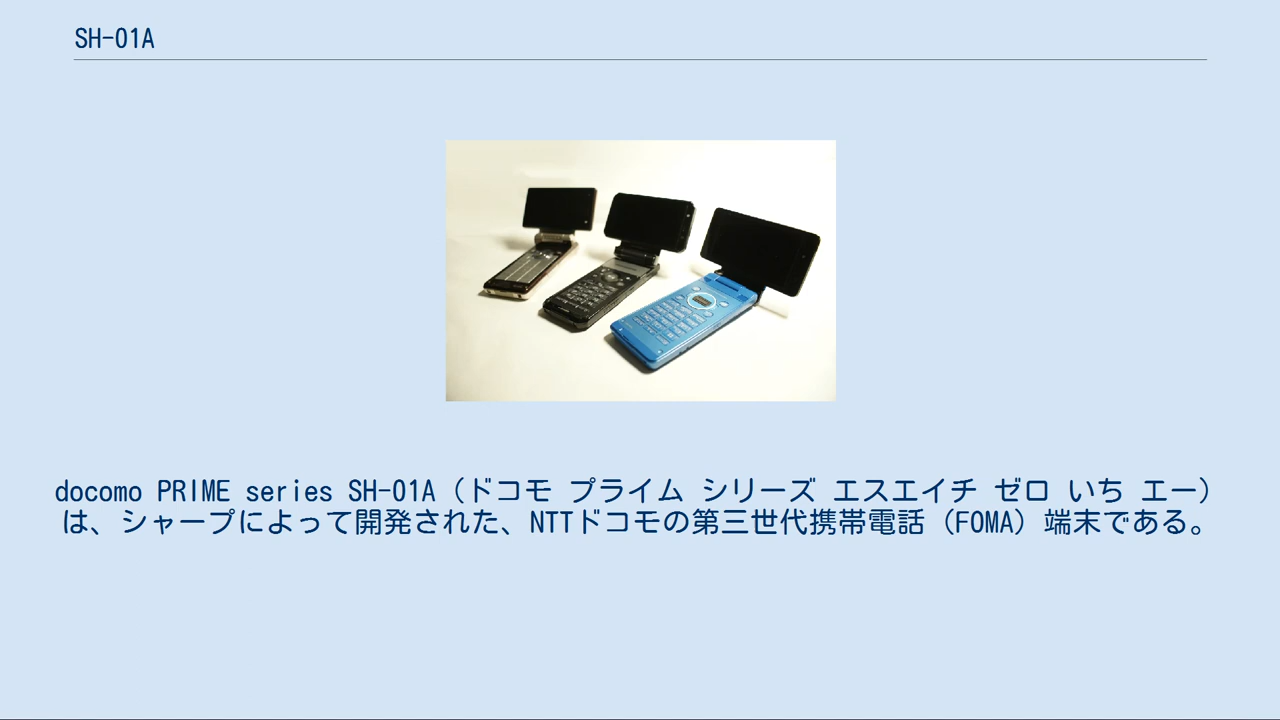 SH-01A
docomo PRIME series SH-01A（ドコモ プライム シリーズ エスエイチ ゼロ いち エー）
は、シャープによって開発された、NTTドコモの第三世代携帯電話（FOMA）端末である。